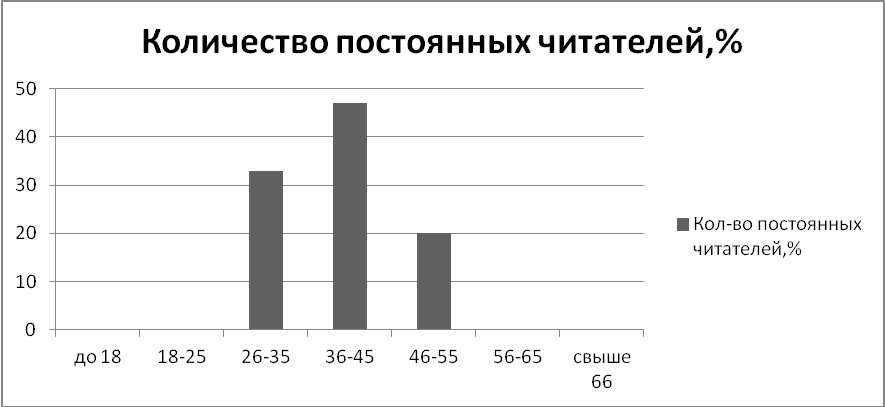 Количество постоянных читателей,%
50
40
30
20
10
0
до 18 18-25 26-35 36-45 46-55 56-65 свыше
66
Кол-во постоянных
читателей,%